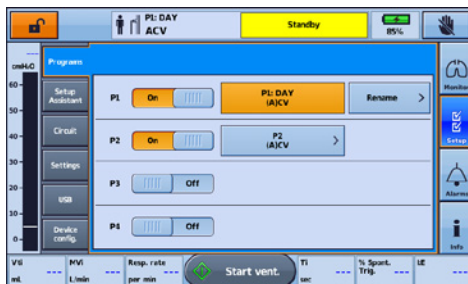 P1: DAY
ACV
Standby
85%
---
cmH₂O
60-
50-
40-
30-
20-
10-
0-
Programs
Setup
Assistant
Circuit
Settings
USB
Device
config.
P1
On
P1: DAY
(A)CV
Rename >
P2
On
P2
(A)CV
>
P3
Off
P4
Off
Monitor
Setup
Alarms
Info
Vti
---
mL
MVi
---
L/min
Resp. rate
---
per min
Start vent.
Ti
---
sec
% Spont.
Trig.
---
I:E
---